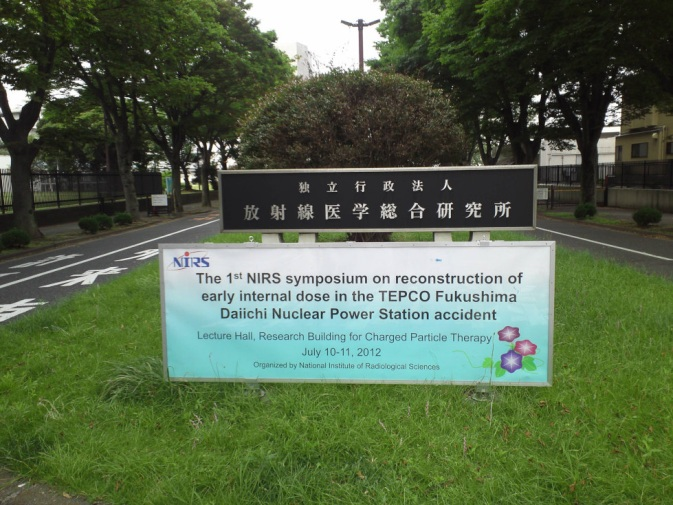 独立行政法人
放射線医学総合研究所
NIRS
The 1st NIRS symposium on reconstruction of
early internal dose in the TEPCO Fukushima
Daiichi Nuclear Power Station accident
Lecture Hall, Research Building for Charged Particle Therapy
July 10-11, 2012
Organized by National Institute of Radiological Sciences